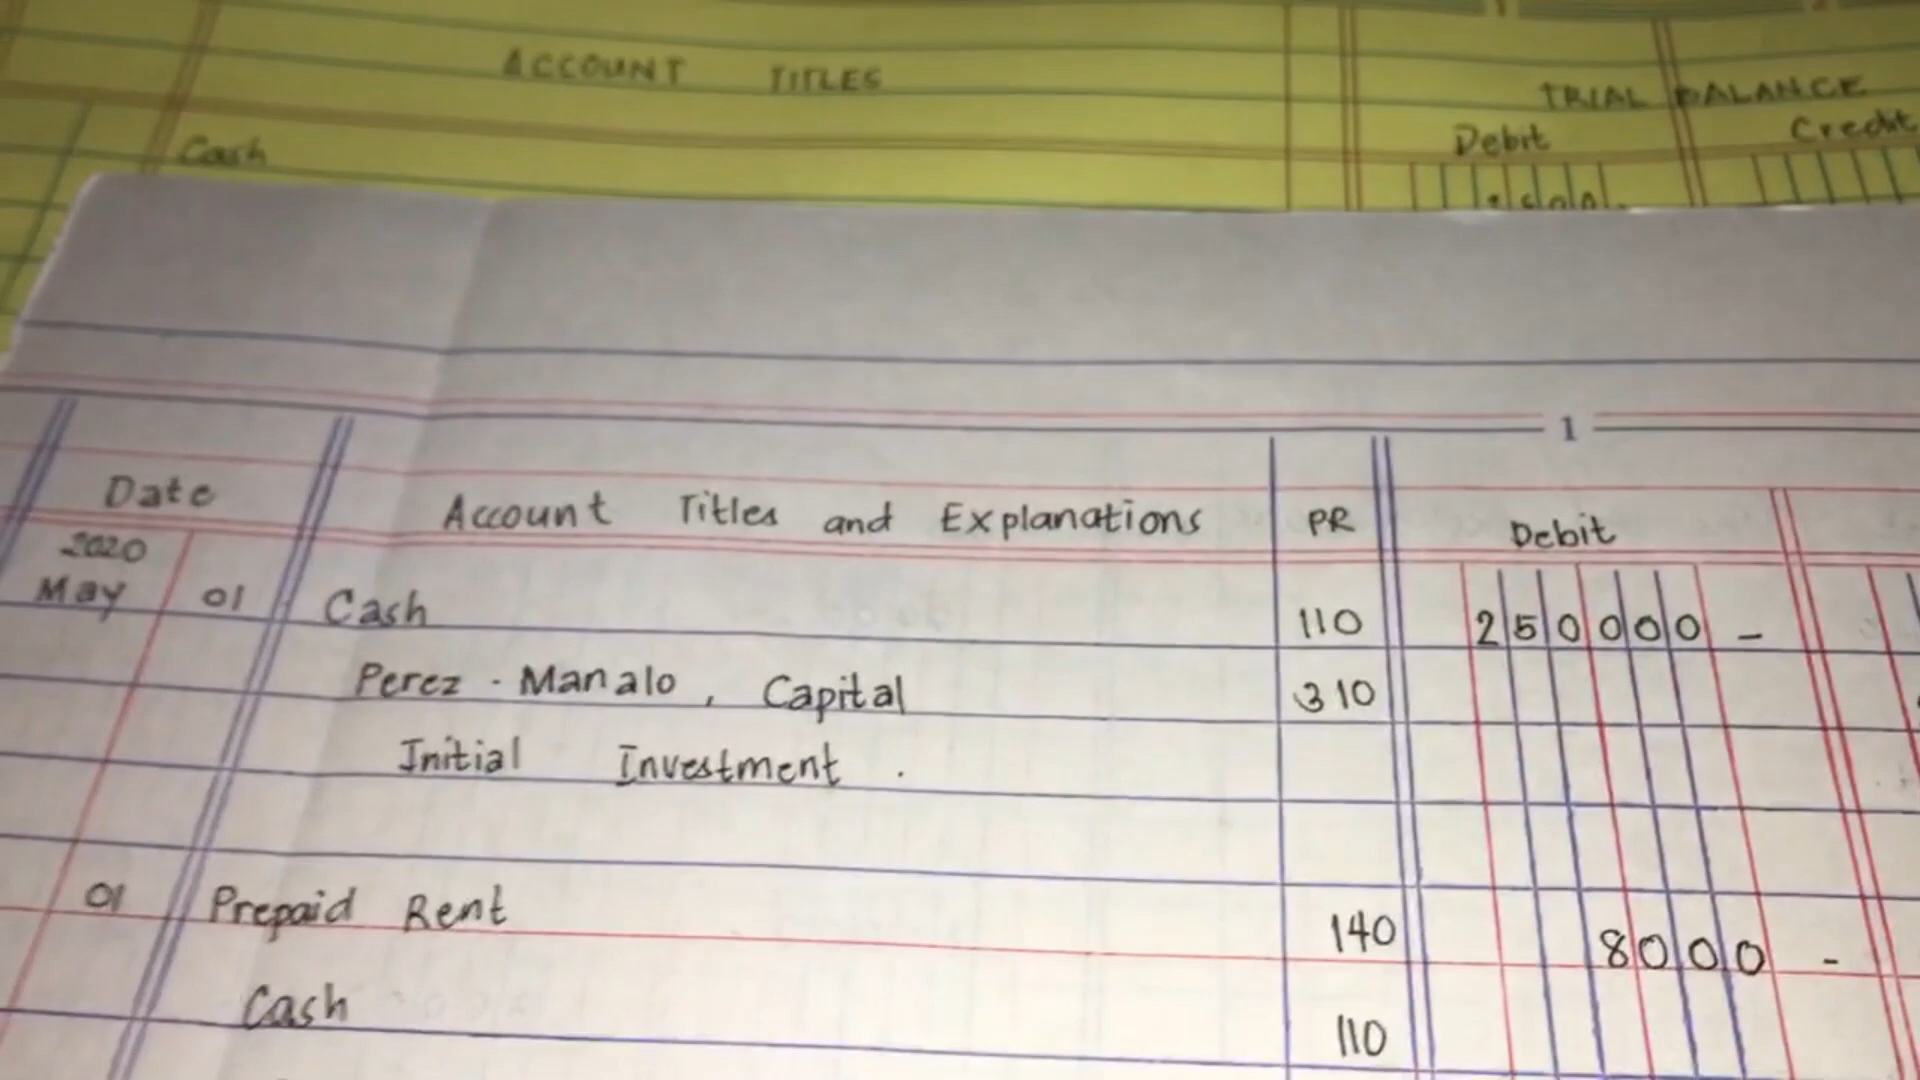 ACCOUNT TITLES
TRIAL BALANCE
Debit Credit
Cash
1
Date Account Titles and Explanations PR Debit
2020
May 01 Cash 110 250000 -
Perez - Manalo, Capital 310
Initial Investment.
01 Prepaid Rent 140 8000 -
Cash 110